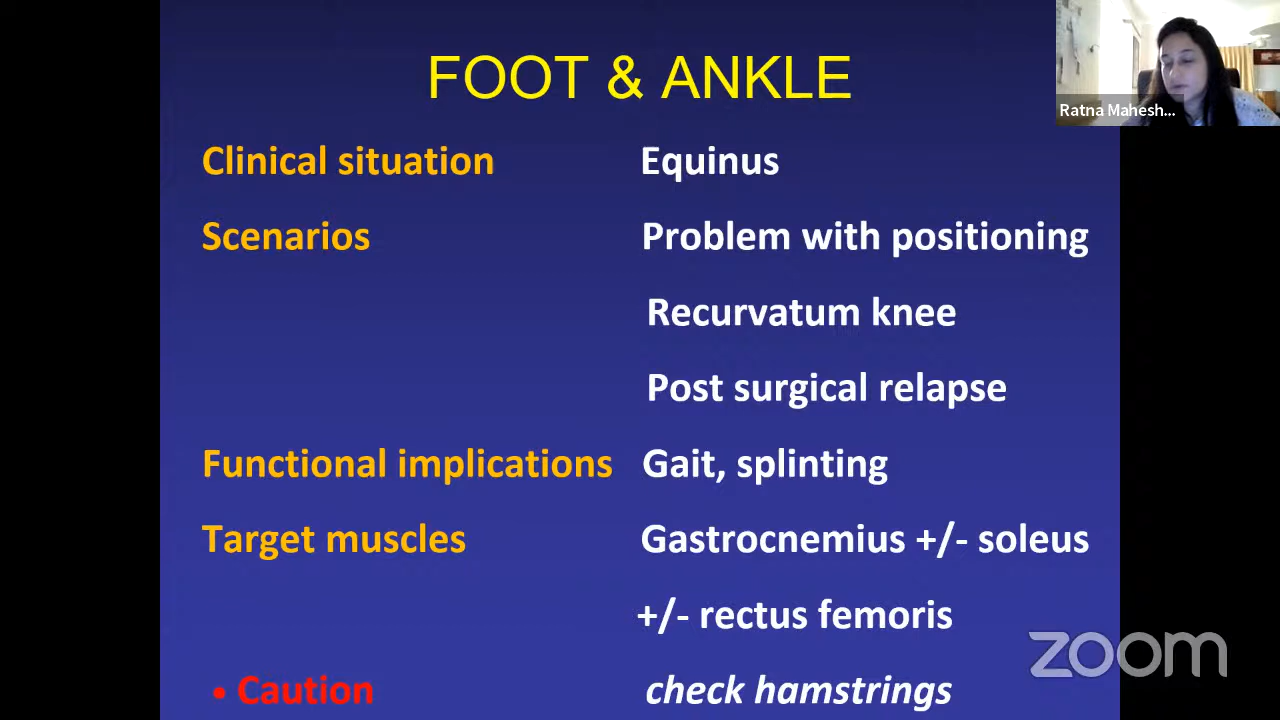 FOOT & ANKLE
Ratna Mahesh...
Clinical situation Equinus
Scenarios Problem with positioning
Recurvatum knee
Post surgical relapse
Functional implications Gait, splinting
Target muscles Gastrocnemius +/- soleus
+/- rectus femoris
zoom
• Caution check hamstrings